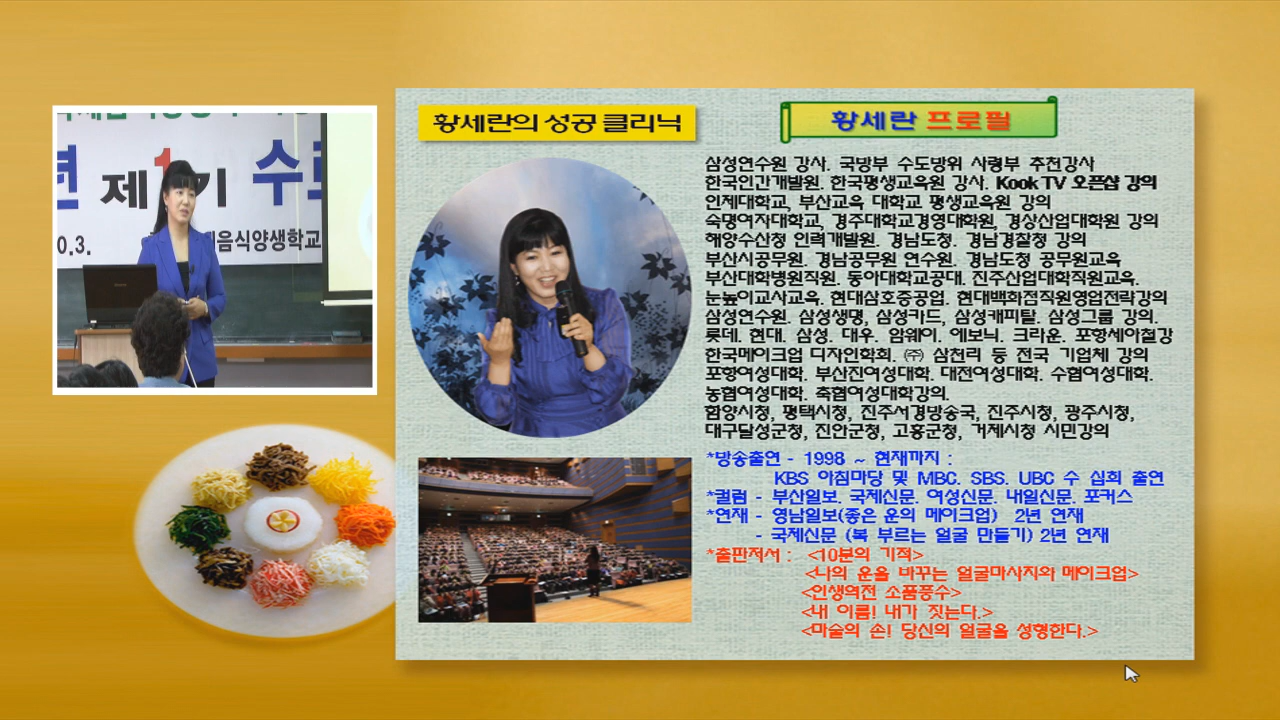 년 제1기 수료
0.3.
음식양생학교
황세란의 성공 클리닉
황세란 프로필
삼성연수원 강사. 국방부 수도방위 사령부 추천강사
한국인간개발원. 한국평생교육원 강사. Kook TV 오픈샵 강의
인제대학교, 부산교육 대학교 평생교육원 강의
숙명여자대학교, 경주대학교경영대학원, 경상산업대학원 강의
해양수산청 인력개발원. 경남도청. 경남경찰청 강의
부산시공무원. 경남공무원 연수원. 경남도청 공무원교육
부산대학병원직원. 동아대학교공대. 진주산업대학직원교육.
눈높이교사교육. 현대삼호중공업. 현대백화점직원영업전략강의
삼성연수원. 삼성생명, 삼성카드, 삼성캐피탈. 삼성그룹 강의.
롯데. 현대. 삼성. 대우. 암웨이. 에보닉. 크라운. 포항세아철강
한국메이크업 디자인학회. ㈜ 삼천리 등 전국 기업체 강의
포항여성대학. 부산진여성대학. 대전여성대학. 수협여성대학.
농협여성대학. 축협여성대학강의.
함양시청, 평택시청, 진주서경방송국, 진주시청, 광주시청,
대구달성군청, 진안군청, 고흥군청, 거제시청 시민강의
*방송출연 - 1998 ~ 현재까지 :
KBS 아침마당 및 MBC. SBS. UBC 수 십회 출연
*컬럼 - 부산일보. 국제신문. 여성신문. 내일신문. 포커스
*연재 - 영남일보(좋은 운의 메이크업) 2년 연재
- 국제신문 (복 부르는 얼굴 만들기) 2년 연재
*출판저서 : <10분의 기적>
<나의 운을 바꾸는 얼굴마사지와 메이크업>
<인생역전 소품풍수>
<내 이름! 내가 짓는다.>
<마술의 손! 당신의 얼굴을 성형한다.>